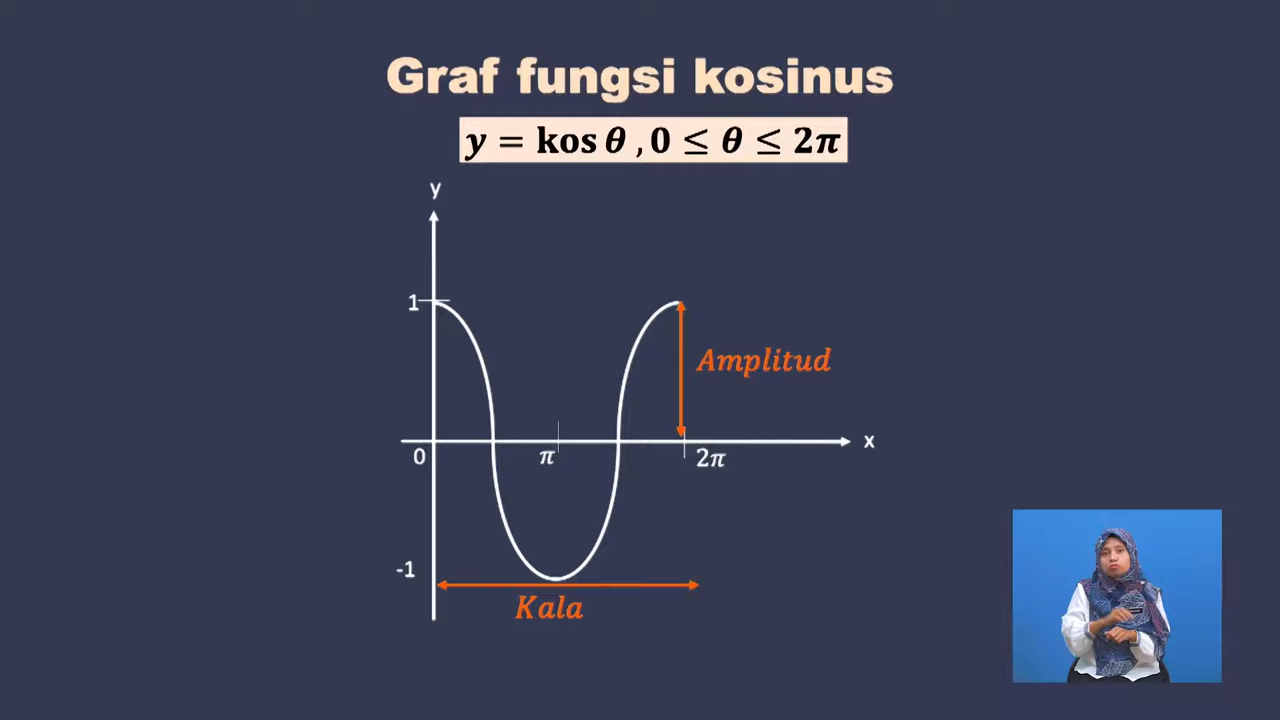 Graf fungsi kosinus
y = kos θ , 0 ≤ θ ≤ 2π
y
1
Amplitud
x
0
π
2π
-1
Kala